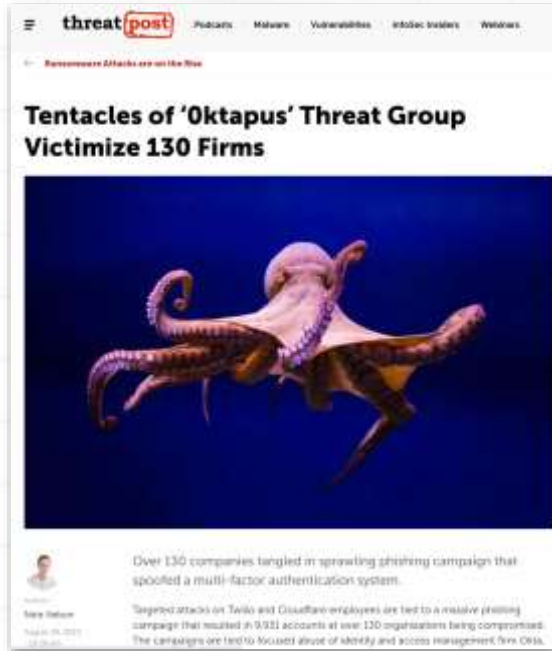 threatpost
Podcasts Malware Vulnerabilities InfoSec Insiders Webinars
Ransomware Attacks are on the Rise
Tentacles of ‘0ktapus’ Threat Group
Victimize 130 Firms
Over 130 companies tangled in sprawling phishing campaign that
spoofed a multi-factor authentication system.
Nate Nelson
Targeted attacks on Twilio and Cloudflare employees are tied to a massive phishing
campaign that resulted in 9,931 accounts at over 130 organizations being compromised.
The campaigns are tied to focused abuse of identity and access management firm Okta,